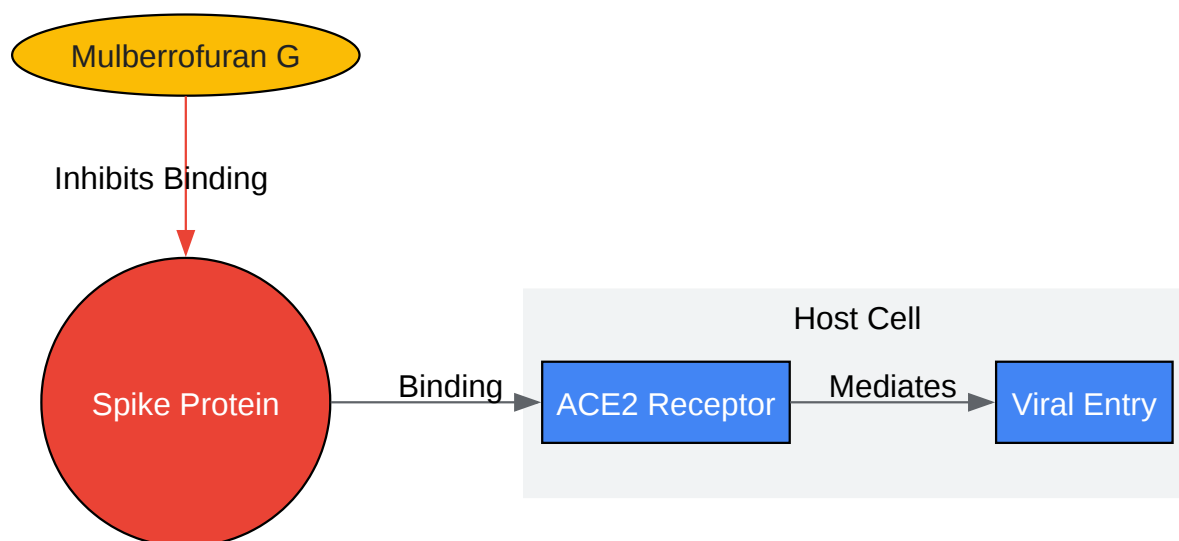 Mulberrofuran G
Inhibits Binding
Host Cell
Spike Protein
Binding
ACE2 Receptor
Mediates
Viral Entry